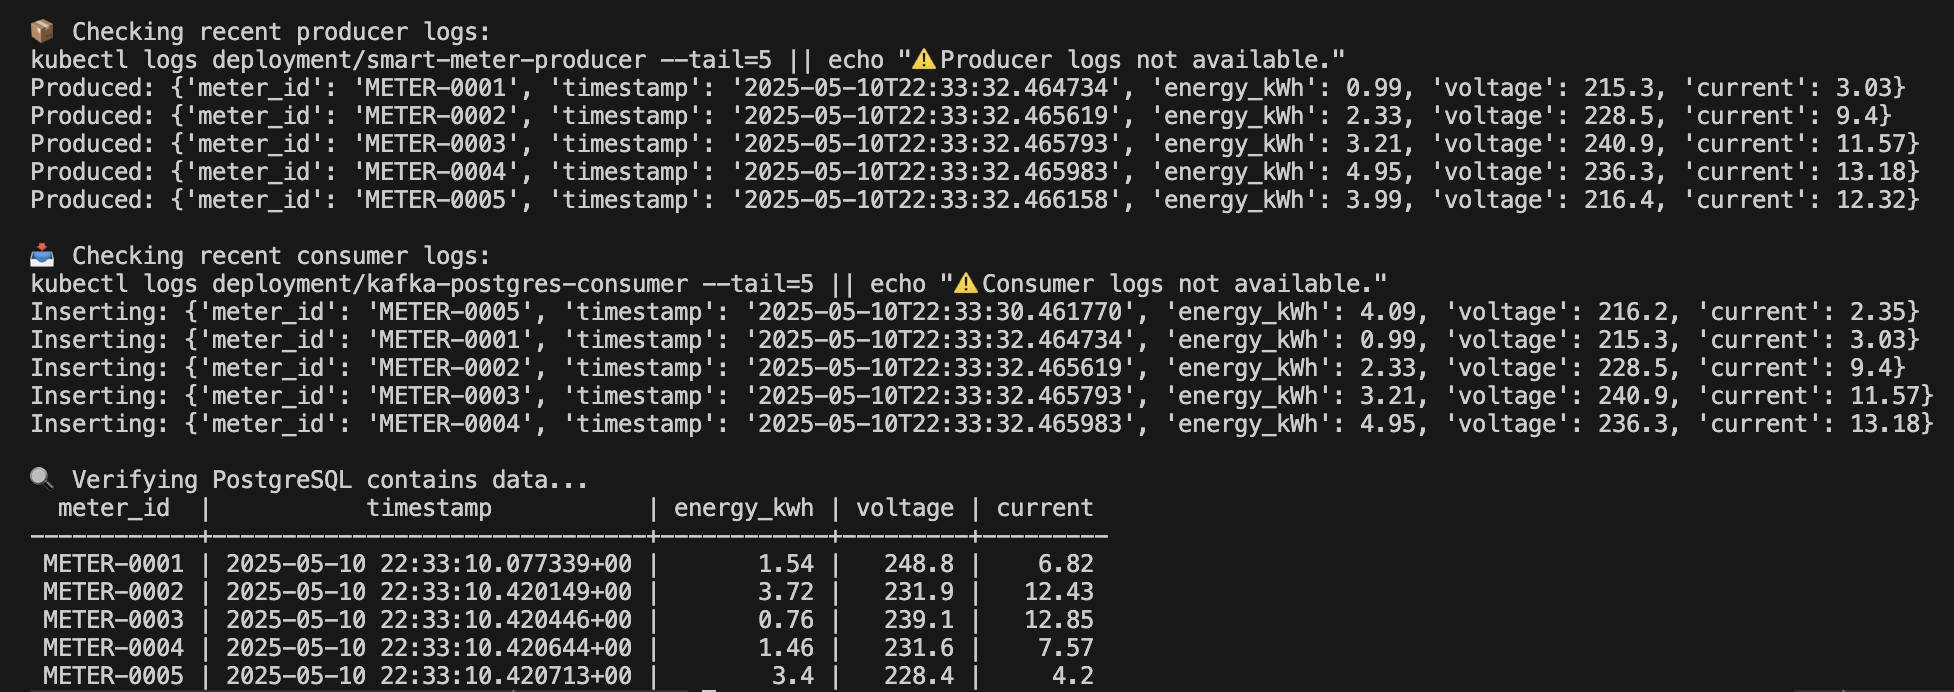 📦 Checking recent producer logs:
kubectl logs deployment/smart-meter-producer --tail=5 || echo "⚠️Producer logs not available."
Produced: {'meter_id': 'METER-0001', 'timestamp': '2025-05-10T22:33:32.464734', 'energy_kWh': 0.99, 'voltage': 215.3, 'current': 3.03}
Produced: {'meter_id': 'METER-0002', 'timestamp': '2025-05-10T22:33:32.465619', 'energy_kWh': 2.33, 'voltage': 228.5, 'current': 9.4}
Produced: {'meter_id': 'METER-0003', 'timestamp': '2025-05-10T22:33:32.465793', 'energy_kWh': 3.21, 'voltage': 240.9, 'current': 11.57}
Produced: {'meter_id': 'METER-0004', 'timestamp': '2025-05-10T22:33:32.465983', 'energy_kWh': 4.95, 'voltage': 236.3, 'current': 13.18}
Produced: {'meter_id': 'METER-0005', 'timestamp': '2025-05-10T22:33:32.466158', 'energy_kWh': 3.99, 'voltage': 216.4, 'current': 12.32}

📥 Checking recent consumer logs:
kubectl logs deployment/kafka-postgres-consumer --tail=5 || echo "⚠️Consumer logs not available."
Inserting: {'meter_id': 'METER-0005', 'timestamp': '2025-05-10T22:33:30.461770', 'energy_kWh': 4.09, 'voltage': 216.2, 'current': 2.35}
Inserting: {'meter_id': 'METER-0001', 'timestamp': '2025-05-10T22:33:32.464734', 'energy_kWh': 0.99, 'voltage': 215.3, 'current': 3.03}
Inserting: {'meter_id': 'METER-0002', 'timestamp': '2025-05-10T22:33:32.465619', 'energy_kWh': 2.33, 'voltage': 228.5, 'current': 9.4}
Inserting: {'meter_id': 'METER-0003', 'timestamp': '2025-05-10T22:33:32.465793', 'energy_kWh': 3.21, 'voltage': 240.9, 'current': 11.57}
Inserting: {'meter_id': 'METER-0004', 'timestamp': '2025-05-10T22:33:32.465983', 'energy_kWh': 4.95, 'voltage': 236.3, 'current': 13.18}

🔍 Verifying PostgreSQL contains data...
  meter_id  |           timestamp           | energy_kwh | voltage | current
------------+-------------------------------+------------+---------+---------
 METER-0001 | 2025-05-10 22:33:10.077339+00 |       1.54 |   248.8 |    6.82
 METER-0002 | 2025-05-10 22:33:10.420149+00 |       3.72 |   231.9 |   12.43
 METER-0003 | 2025-05-10 22:33:10.420446+00 |       0.76 |   239.1 |   12.85
 METER-0004 | 2025-05-10 22:33:10.420644+00 |       1.46 |   231.6 |    7.57
 METER-0005 | 2025-05-10 22:33:10.420713+00 |        3.4 |   228.4 |     4.2